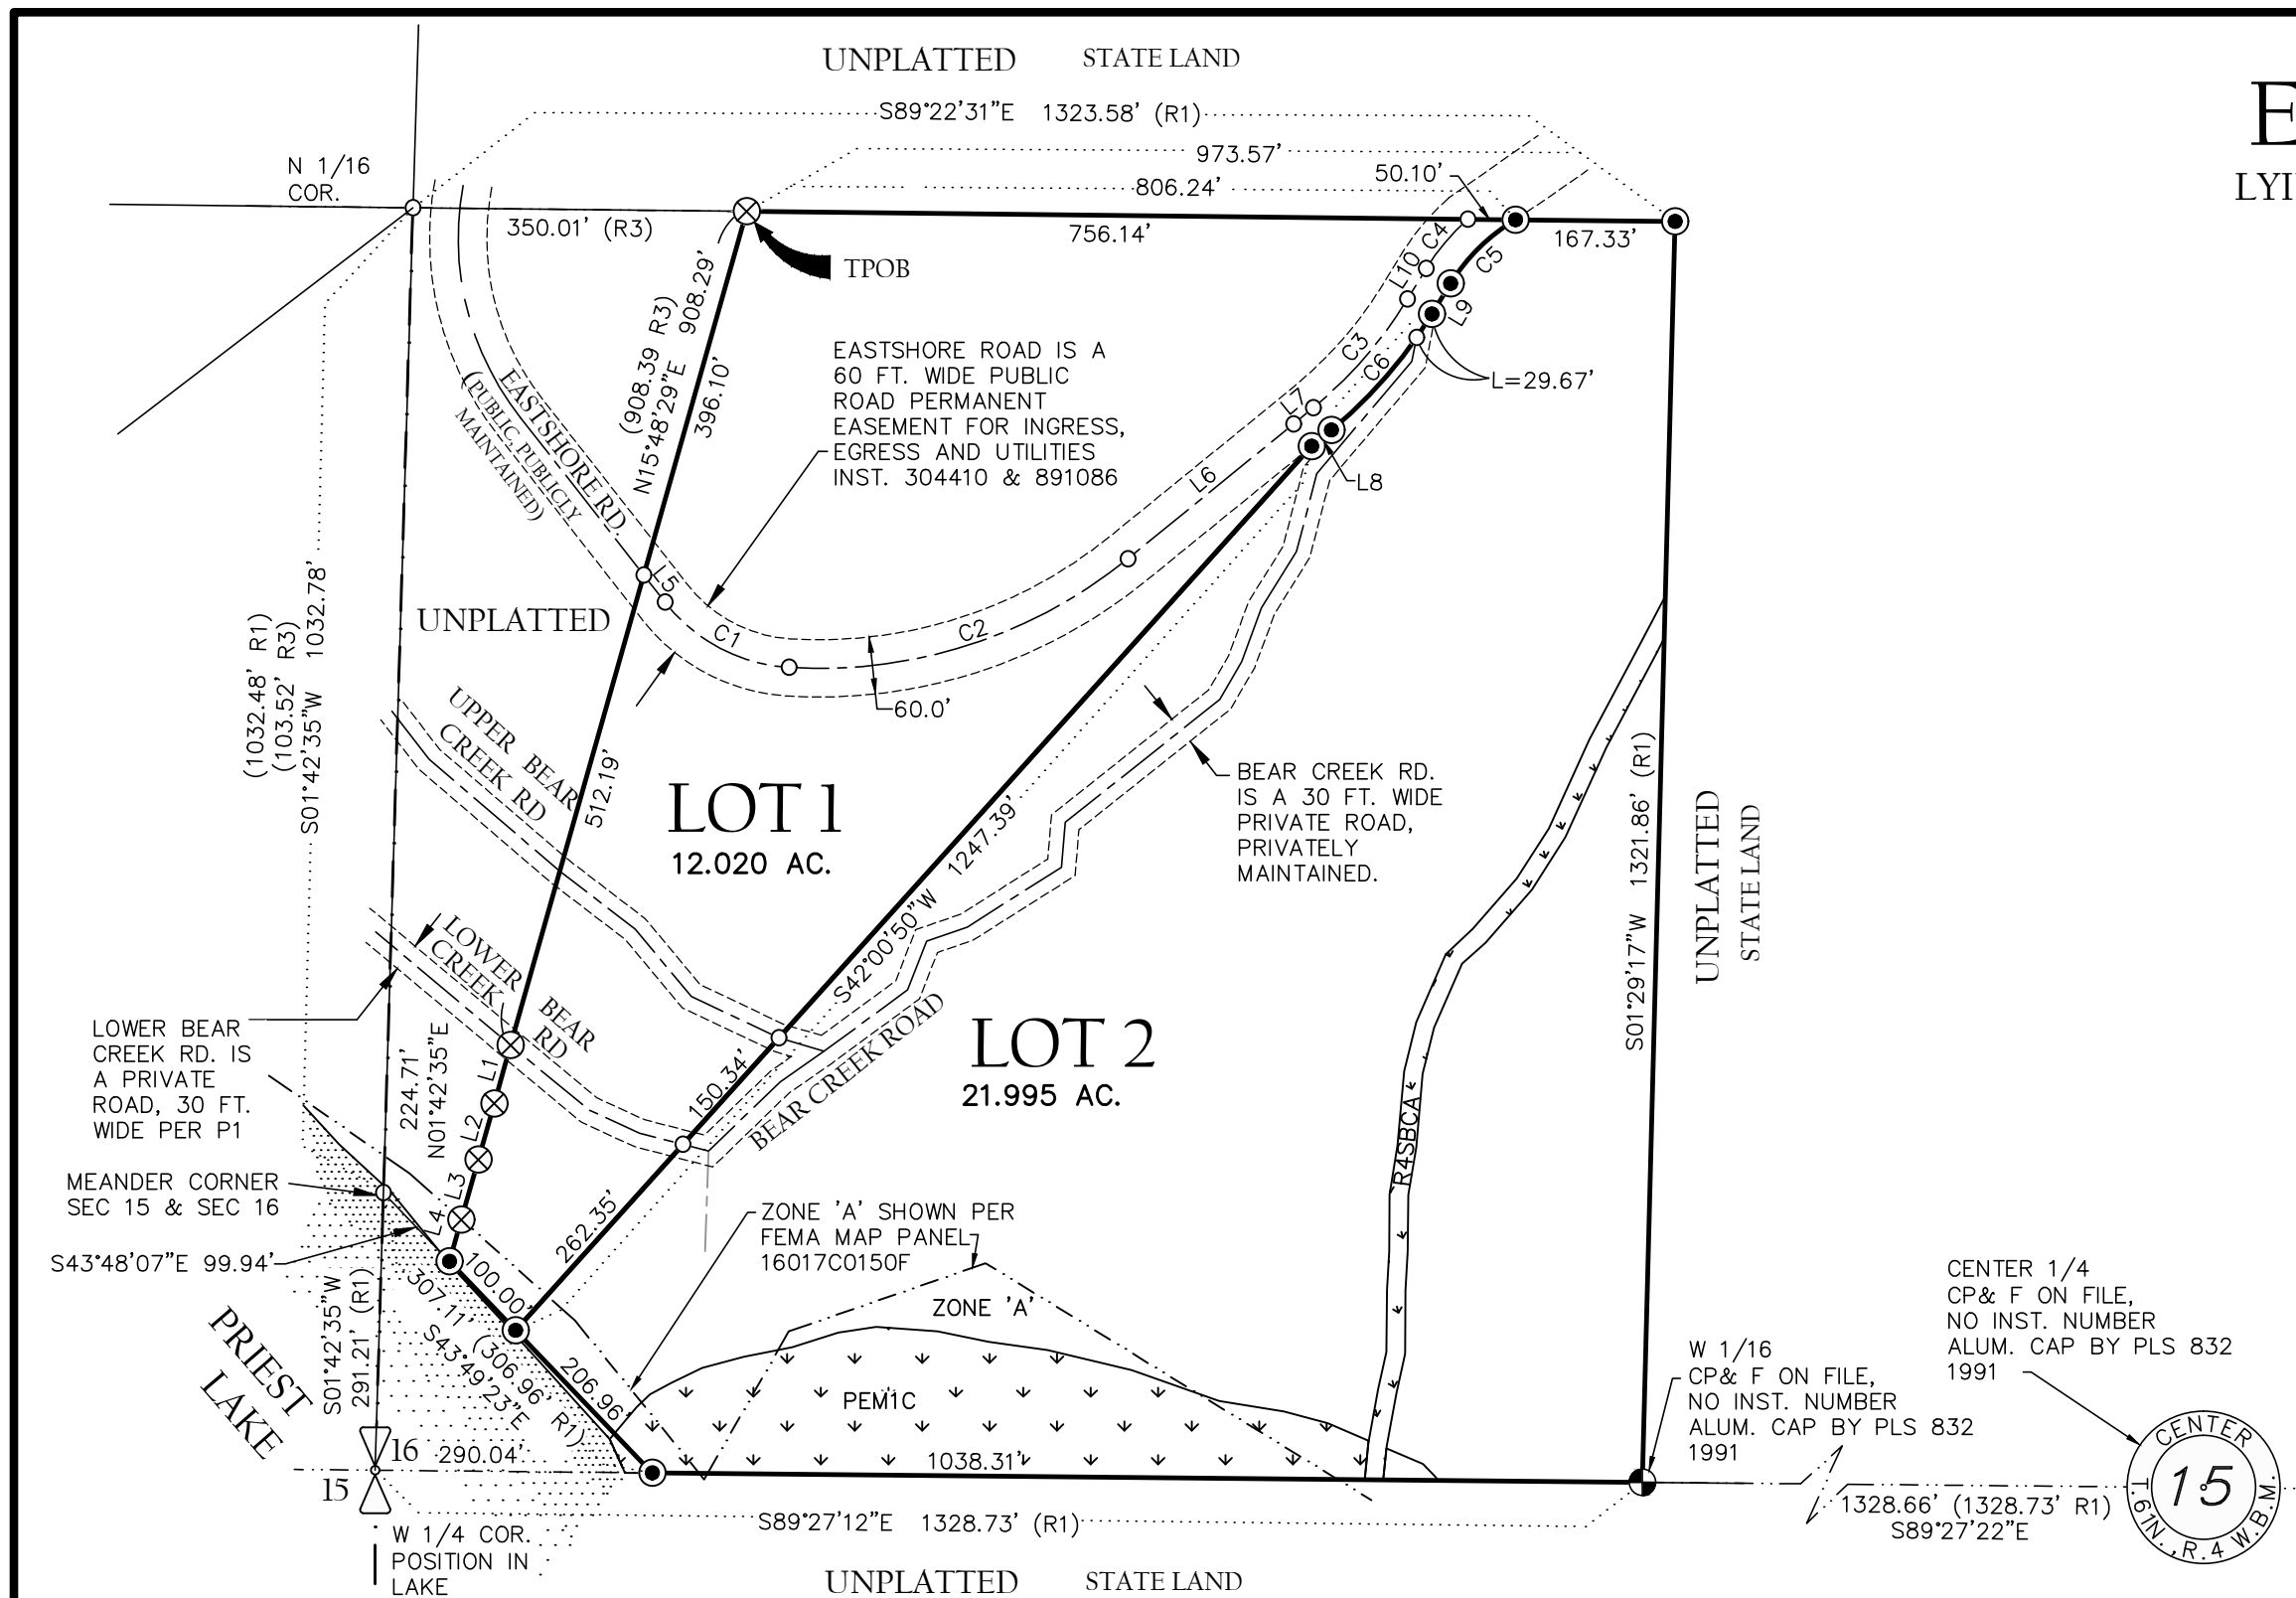 UNPLATTED STATE LAND
S89°22'31"E 1323.58' (R1)
973.57'
50.10'
806.24'
N 1/16
COR.
350.01' (R3)
756.14'
167.33'
TPOB
C4
C5
L10
L9
C3
C6
L=29.67'
L7
L8
L6
(908.39 R3)
N15°48'29"E 908.29'
396.10'
EASTSHORE ROAD IS A
60 FT. WIDE PUBLIC
ROAD PERMANENT
EASEMENT FOR INGRESS,
EGRESS AND UTILITIES
INST. 304410 & 891086
EASTSHORE RD.
(PUBLIC, PUBLICLY
MAINTAINED)
L5
C1
C2
60.0'
UNPLATTED
(1032.48' R1)
(103.52' R3)
S01°42'35"W 1032.78'
UPPER BEAR
CREEK RD
512.19'
LOT 1
12.020 AC.
S42°00'50"W 1247.39'
BEAR CREEK RD.
IS A 30 FT. WIDE
PRIVATE ROAD,
PRIVATELY
MAINTAINED.
S01°29'17"W 1321.86' (R1)
UNPLATTED
STATE LAND
LOWER BEAR
CREEK RD
LOWER BEAR
CREEK RD. IS
A PRIVATE
ROAD, 30 FT.
WIDE PER P1
224.71'
N01°42'35"E
L1
L2
L3
L4
150.34'
BEAR CREEK ROAD
LOT 2
21.995 AC.
R4SBCA
MEANDER CORNER
SEC 15 & SEC 16
S43°48'07"E 99.94'
262.35'
100.00'
307.11' (306.96' R1)
S43°49'23"E
206.96'
S01°42'35"W
291.21' (R1)
PRIEST
LAKE
ZONE 'A' SHOWN PER
FEMA MAP PANEL
16017C0150F
ZONE 'A'
PEM1C
16
15
290.04'
1038.31'
S89°27'12"E 1328.73' (R1)
W 1/4 COR.
POSITION IN
LAKE
W 1/16
CP& F ON FILE,
NO INST. NUMBER
ALUM. CAP BY PLS 832
1991
CENTER 1/4
CP& F ON FILE,
NO INST. NUMBER
ALUM. CAP BY PLS 832
1991
1328.66' (1328.73' R1)
S89°27'22"E
CENTER
15
T.61N.,R.4 W.B.M.
UNPLATTED STATE LAND
E
LYI